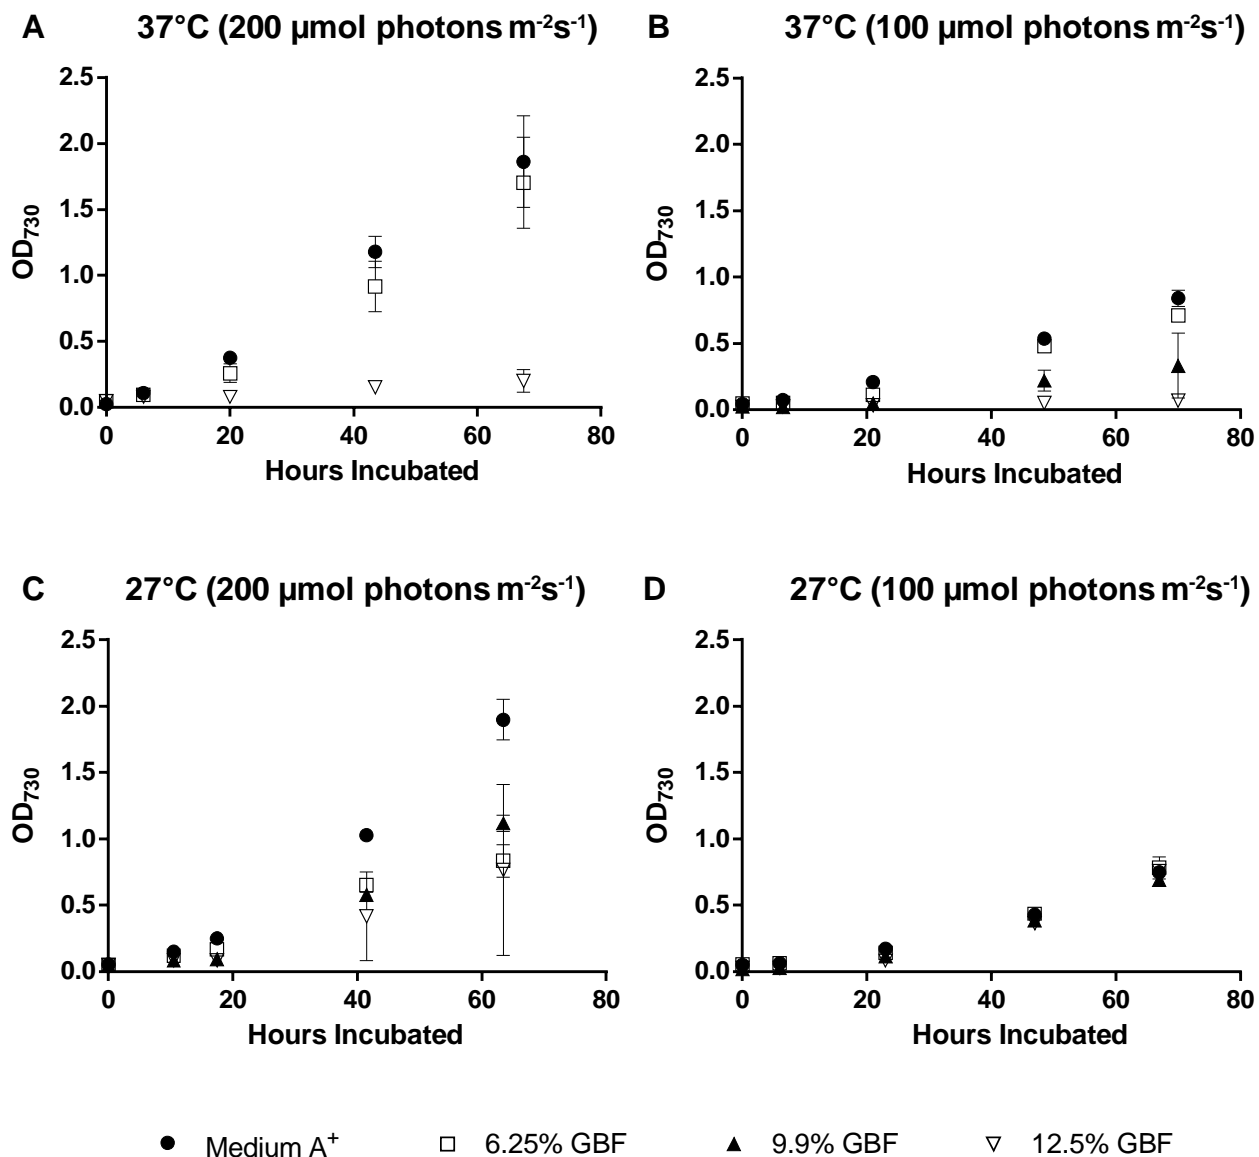 A 37°C (200 µmol photons m⁻²s⁻¹)
2.5
2.0
1.5
1.0
0.5
0.0
OD₇₃₀
0 20 40 60 80
Hours Incubated
B 37°C (100 µmol photons m⁻²s⁻¹)
2.5
2.0
1.5
1.0
0.5
0.0
OD₇₃₀
0 20 40 60 80
Hours Incubated
C 27°C (200 µmol photons m⁻²s⁻¹)
2.5
2.0
1.5
1.0
0.5
0.0
OD₇₃₀
0 20 40 60 80
Hours Incubated
D 27°C (100 µmol photons m⁻²s⁻¹)
2.5
2.0
1.5
1.0
0.5
0.0
OD₇₃₀
0 20 40 60 80
Hours Incubated
Medium A⁺ 6.25% GBF 9.9% GBF 12.5% GBF